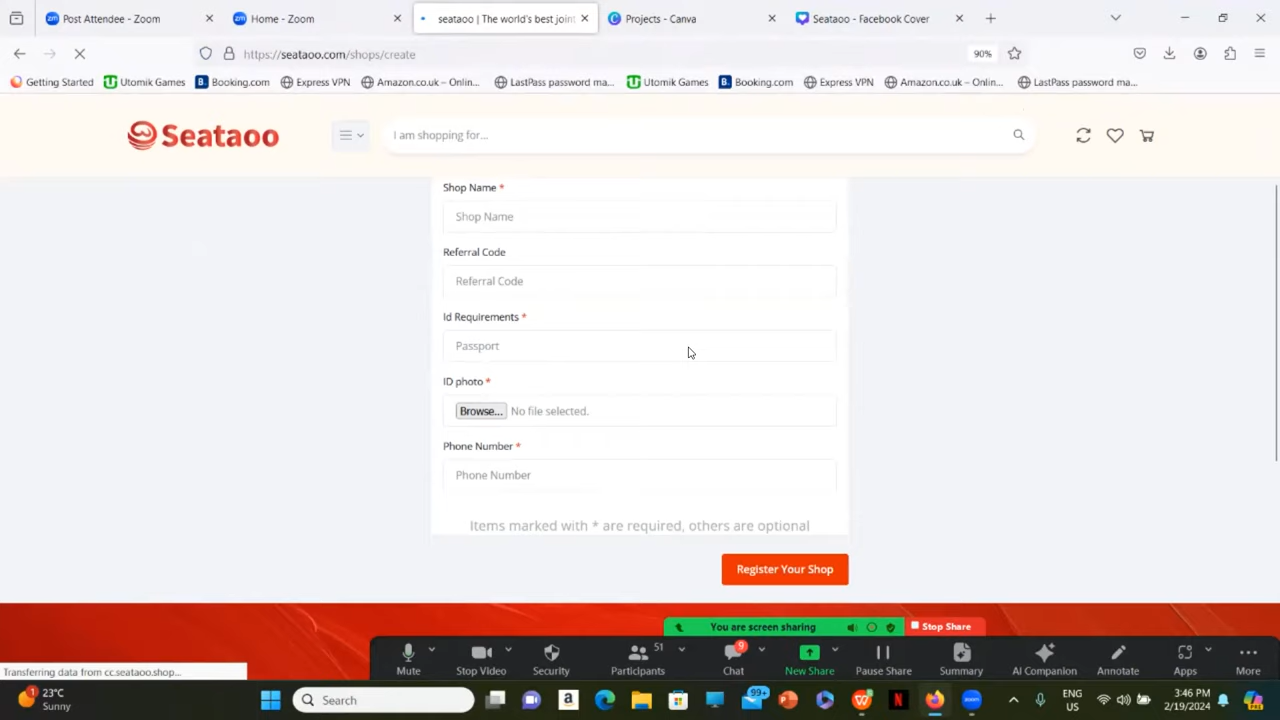 Post Attendee - Zoom
Home - Zoom
seataoo | The world's best joint
Projects - Canva
Seataoo - Facebook Cover
https://seataoo.com/shops/create
90%
Getting Started
Utomik Games
Booking.com
Express VPN
Amazon.co.uk – Onlin...
LastPass password ma...
Utomik Games
Booking.com
Express VPN
Amazon.co.uk – Onlin...
LastPass password ma...
Seataoo
I am shopping for...
Shop Name *
Shop Name
Referral Code
Referral Code
Id Requirements *
Passport
ID photo *
Browse... No file selected.
Phone Number *
Phone Number
Items marked with * are required, others are optional
Register Your Shop
You are screen sharing
Stop Share
51
9
Mute
Stop Video
Security
Participants
Chat
New Share
Pause Share
Summary
AI Companion
Annotate
Apps
More
Transferring data from cc.seataoo.shop...
1
23°C
Sunny
Search
99+
ENG
US
3:46 PM
2/19/2024